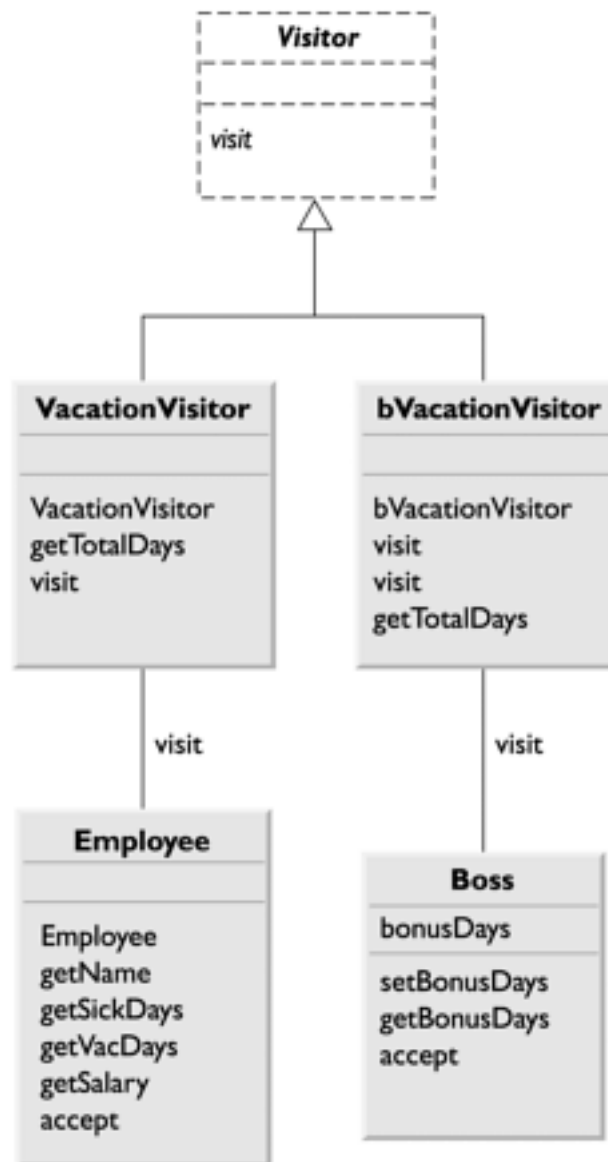 Visitor
visit
VacationVisitor
VacationVisitor
getTotalDays
visit
bVacationVisitor
bVacationVisitor
visit
visit
getTotalDays
visit
visit
Employee
Employee
getName
getSickDays
getVacDays
getSalary
accept
Boss
bonusDays
setBonusDays
getBonusDays
accept